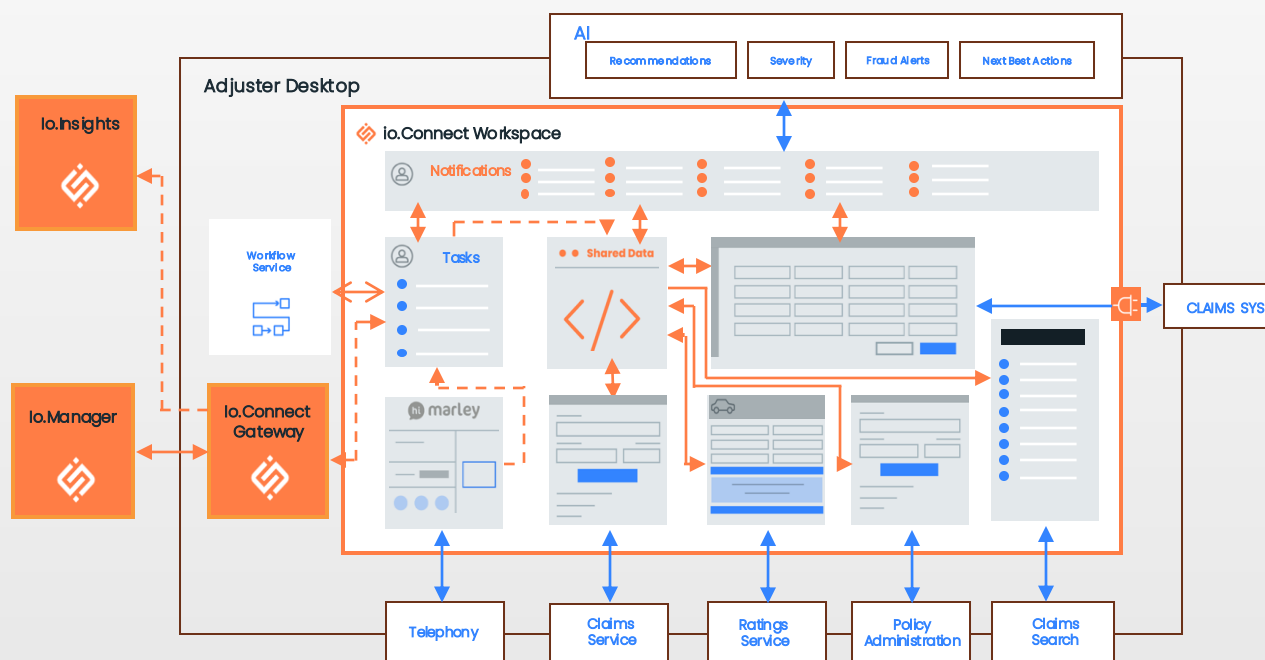 AI
Recommendations
Severity
Fraud Alerts
Next Best Actions
Adjuster Desktop
Io.Insights
io.Connect Workspace
Notifications
Workflow
Service
Tasks
Shared Data
</>
CLAIMS SYS
Io.Manager
Io.Connect
Gateway
hi marley
Telephony
Claims
Service
Ratings
Service
Policy
Administration
Claims
Search